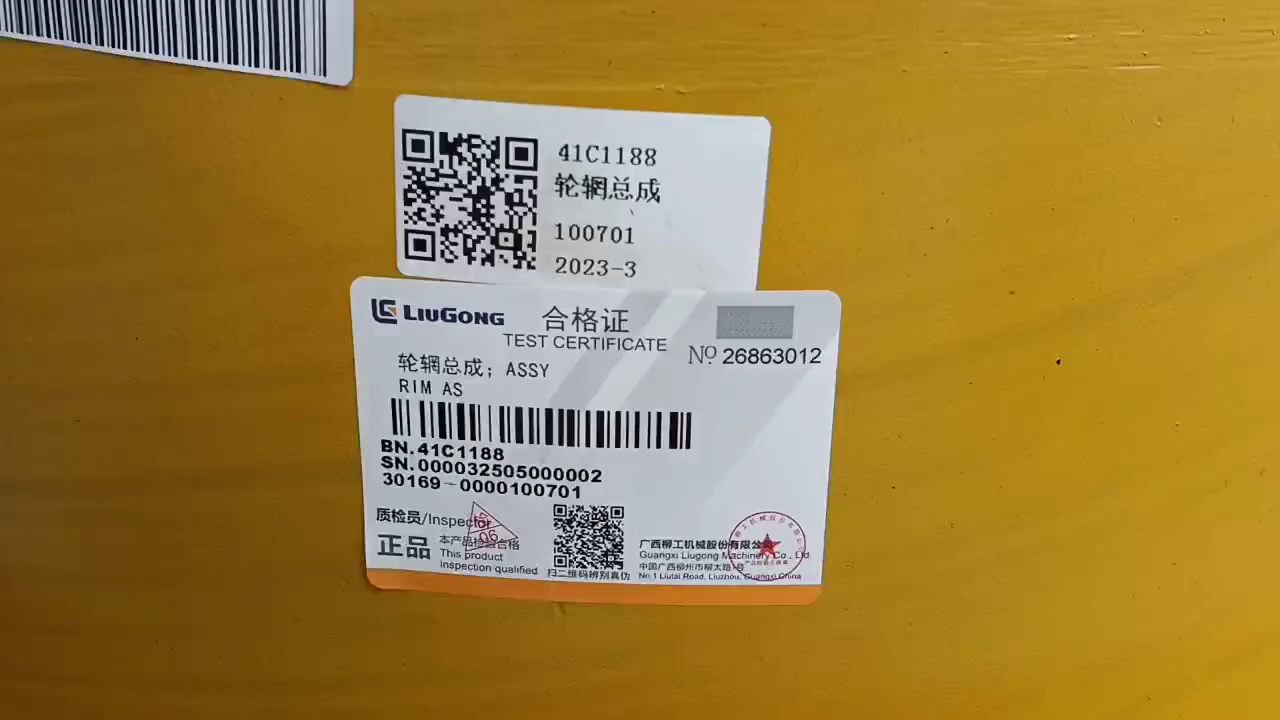 41C1188
轮辋总成
100701
2023-3
LIUGONG
合格证
TEST CERTIFICATE
№ 26863012
轮辋总成; ASSY
RIM AS
BN.41C1188
SN.000032505000002
30169-0000100701
质检员/Inspector
06
正品
本产品检验合格
This product
inspection qualified
扫二维码辨别真伪
广西柳工机械股份有限公司
Guangxi Liugong Machinery Co., Ltd
中国广西柳州市柳太路1号
No.1 Liutai Road, Liuzhou, Guangxi China